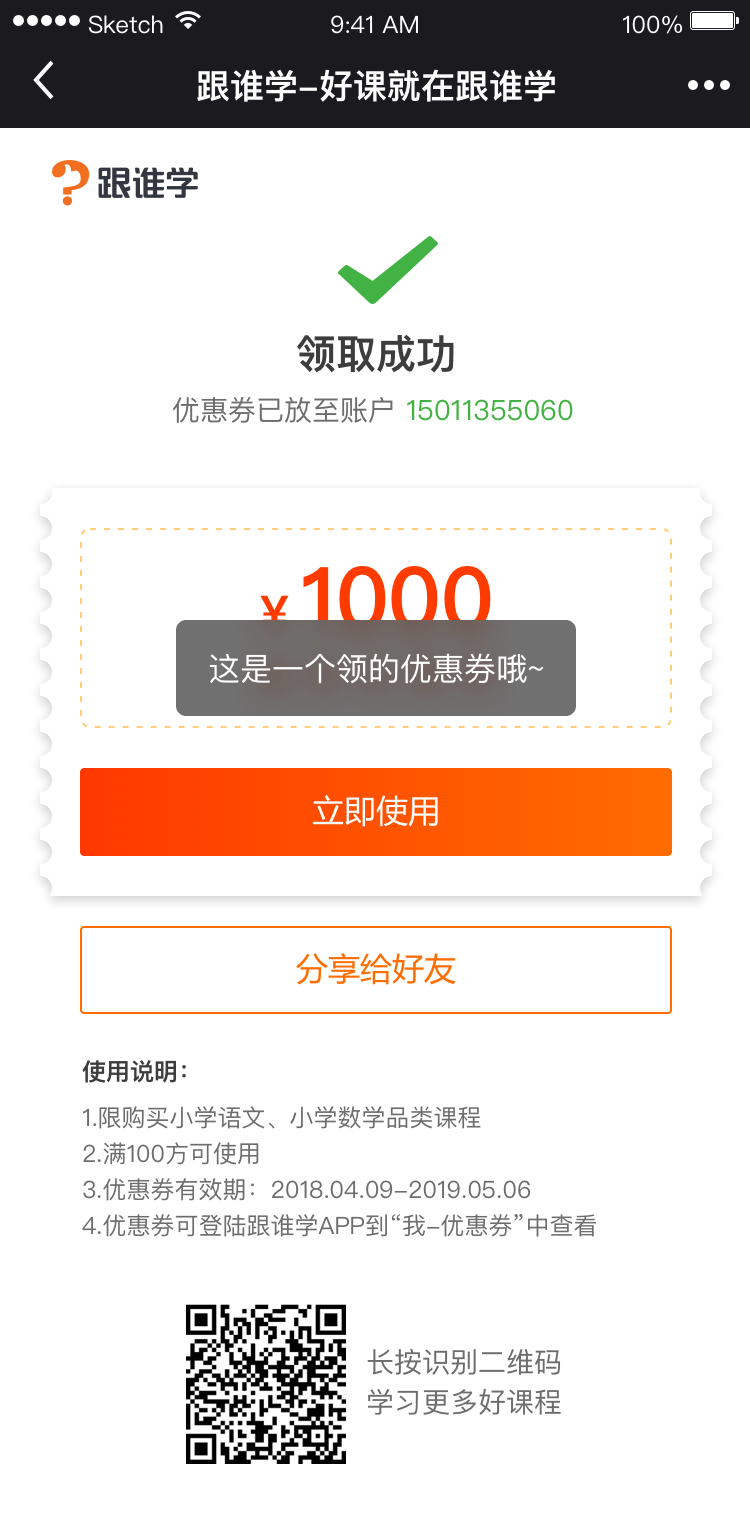 Sketch 9:41 AM 100%
跟谁学-好课就在跟谁学
跟谁学
领取成功
优惠券已放至账户 15011355060
¥1000
这是一个领的优惠券哦~
立即使用
分享给好友
使用说明：
1.限购买小学语文、小学数学品类课程
2.满100方可使用
3.优惠券有效期：2018.04.09-2019.05.06
4.优惠券可登陆跟谁学APP到“我-优惠券”中查看
长按识别二维码
学习更多好课程